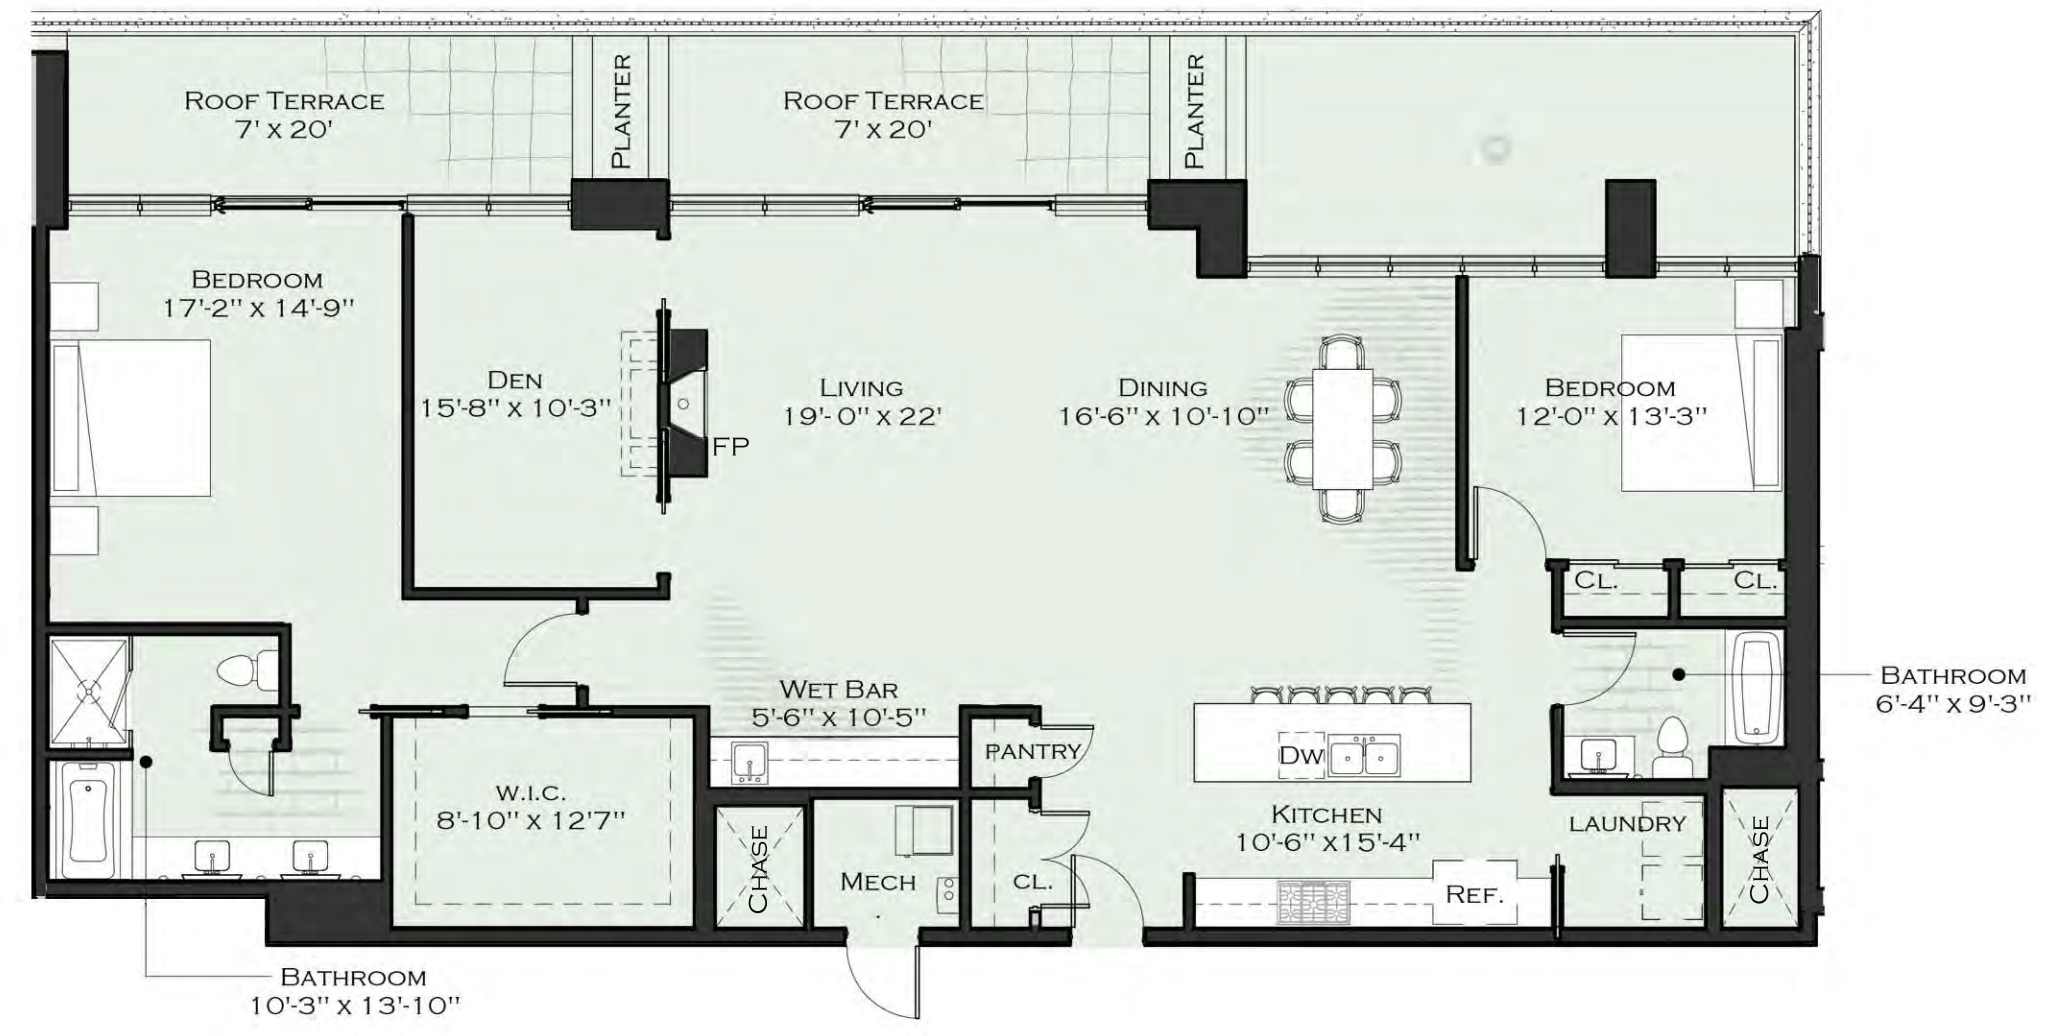 ROOF TERRACE
7' X 20'
PLANTER
ROOF TERRACE
7' X 20'
PLANTER
BEDROOM
17'-2" X 14'-9"
DEN
15'-8" X 10'-3"
FP
LIVING
19'-0" X 22'
DINING
16'-6" X 10'-10"
BEDROOM
12'-0" X 13'-3"
CL.
CL.
BATHROOM
6'-4" X 9'-3"
WET BAR
5'-6" X 10'-5"
PANTRY
DW
W.I.C.
8'-10" X 12'7"
KITCHEN
10'-6" X15'-4"
LAUNDRY
CHASE
MECH
CL.
REF.
CHASE
BATHROOM
10'-3" X 13'-10"